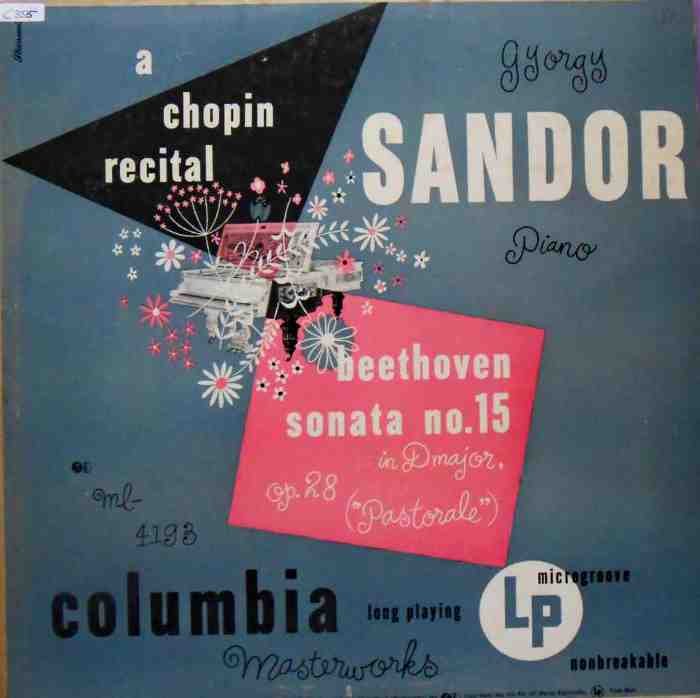 C 395
a
chopin
recital
Gyorgy
SANDOR
Piano
beethoven
sonata no.15
in D major,
op. 28
("Pastorale")
ml-
4193
columbia
long playing
Masterworks
microgroove
Lp
nonbreakable